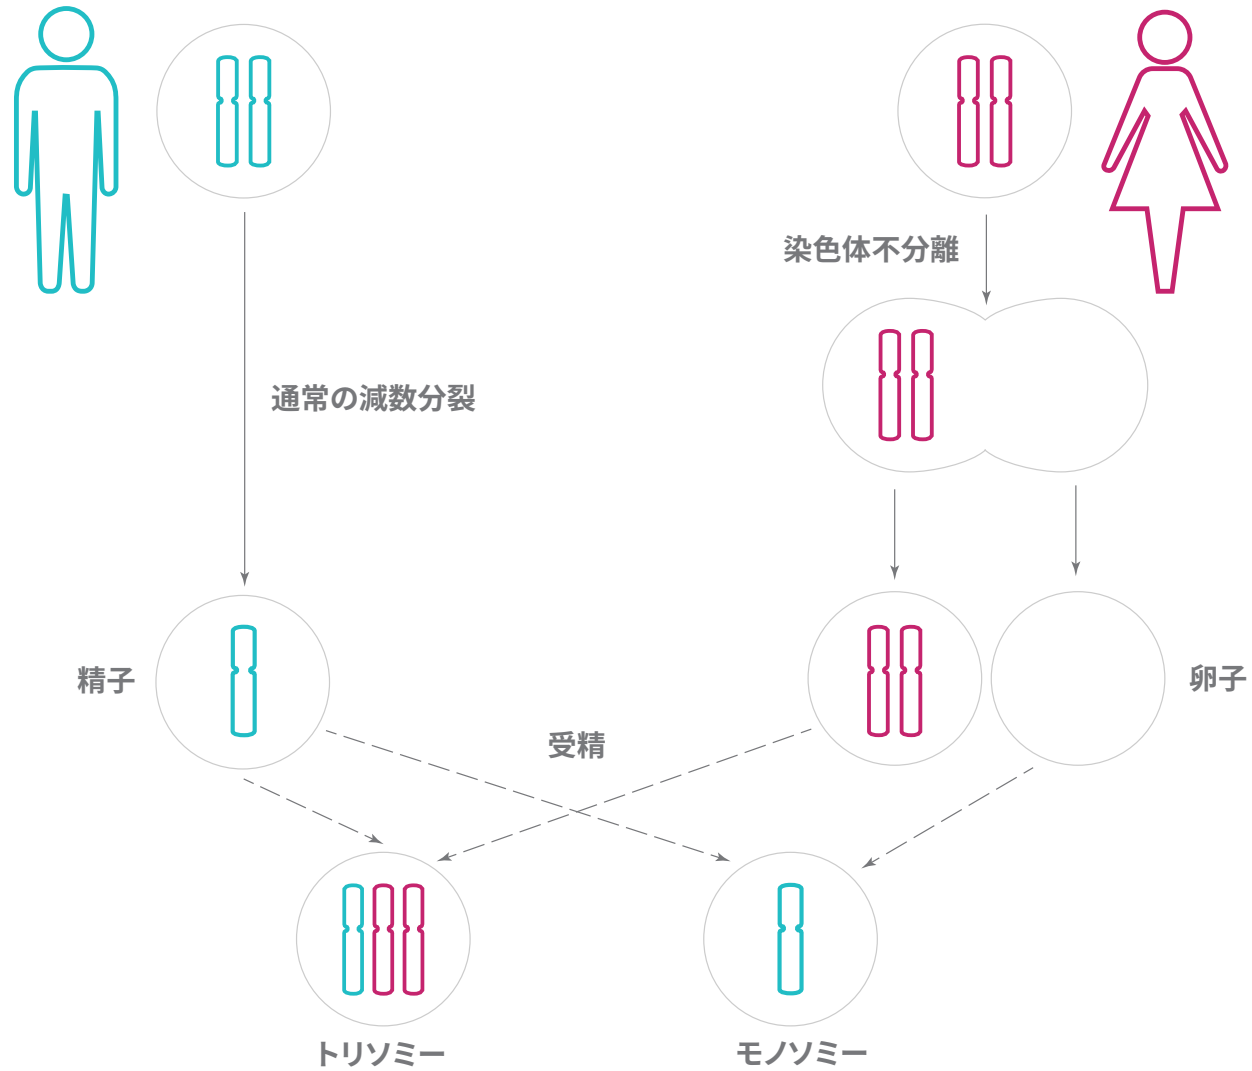 染色体不分離
通常の減数分裂
精子
卵子
受精
トリソミー
モノソミー